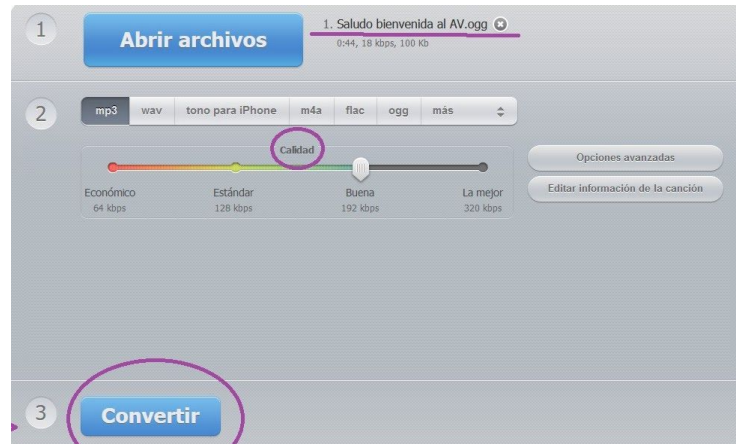 1
Abrir archivos
1. Saludo bienvenida al AV.ogg
0:44, 18 kbps, 100 Kb
2
mp3 wav tono para iPhone m4a flac ogg más
Calidad
Económico Estándar Buena La mejor
64 kbps 128 kbps 192 kbps 320 kbps
Opciones avanzadas
Editar información de la canción
3
Convertir